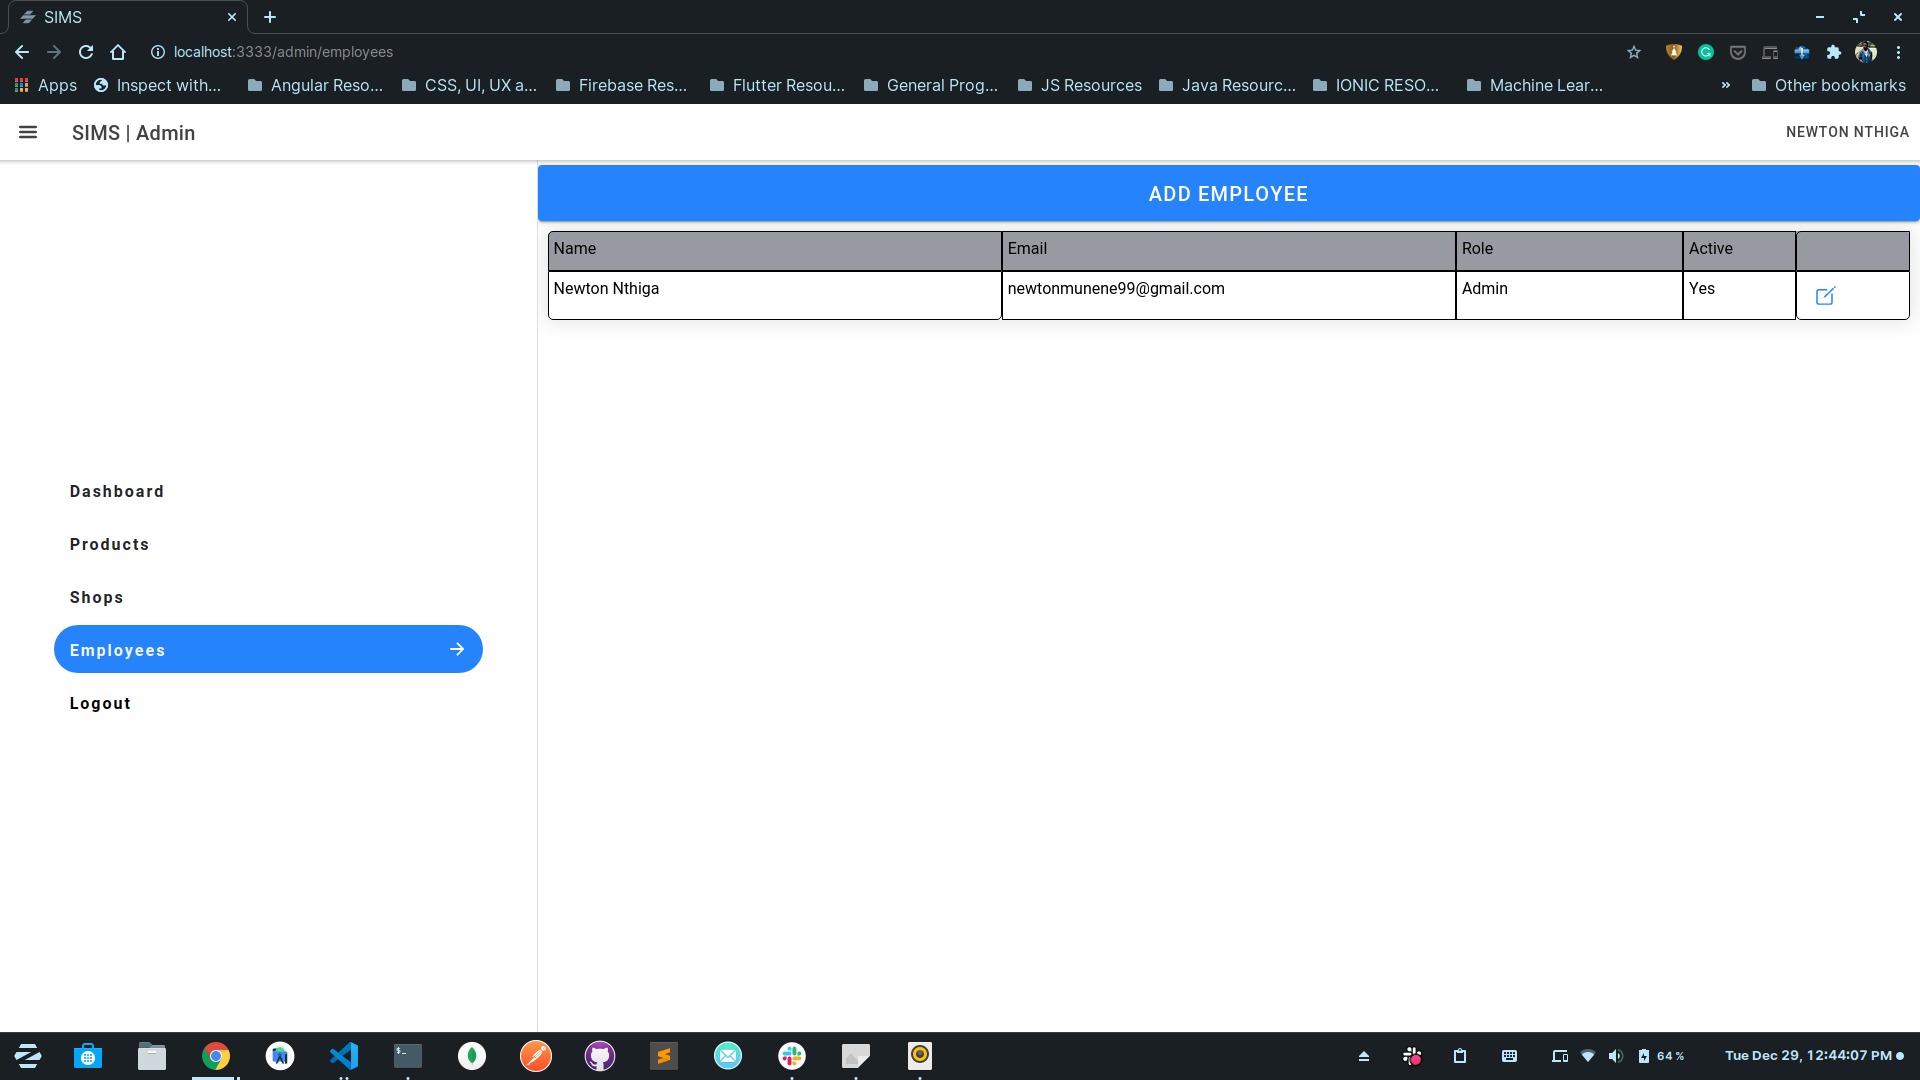 SIMS
localhost:3333/admin/employees
Apps
Inspect with...
Angular Reso...
CSS, UI, UX a...
Firebase Res...
Flutter Resou...
General Prog...
JS Resources
Java Resourc...
IONIC RESO...
Machine Lear...
»
Other bookmarks
SIMS | Admin
NEWTON NTHIGA
ADD EMPLOYEE
Name Email Role Active
Newton Nthiga newtonmunene99@gmail.com Admin Yes
Dashboard
Products
Shops
Employees
Logout
64 %
Tue Dec 29, 12:44:07 PM